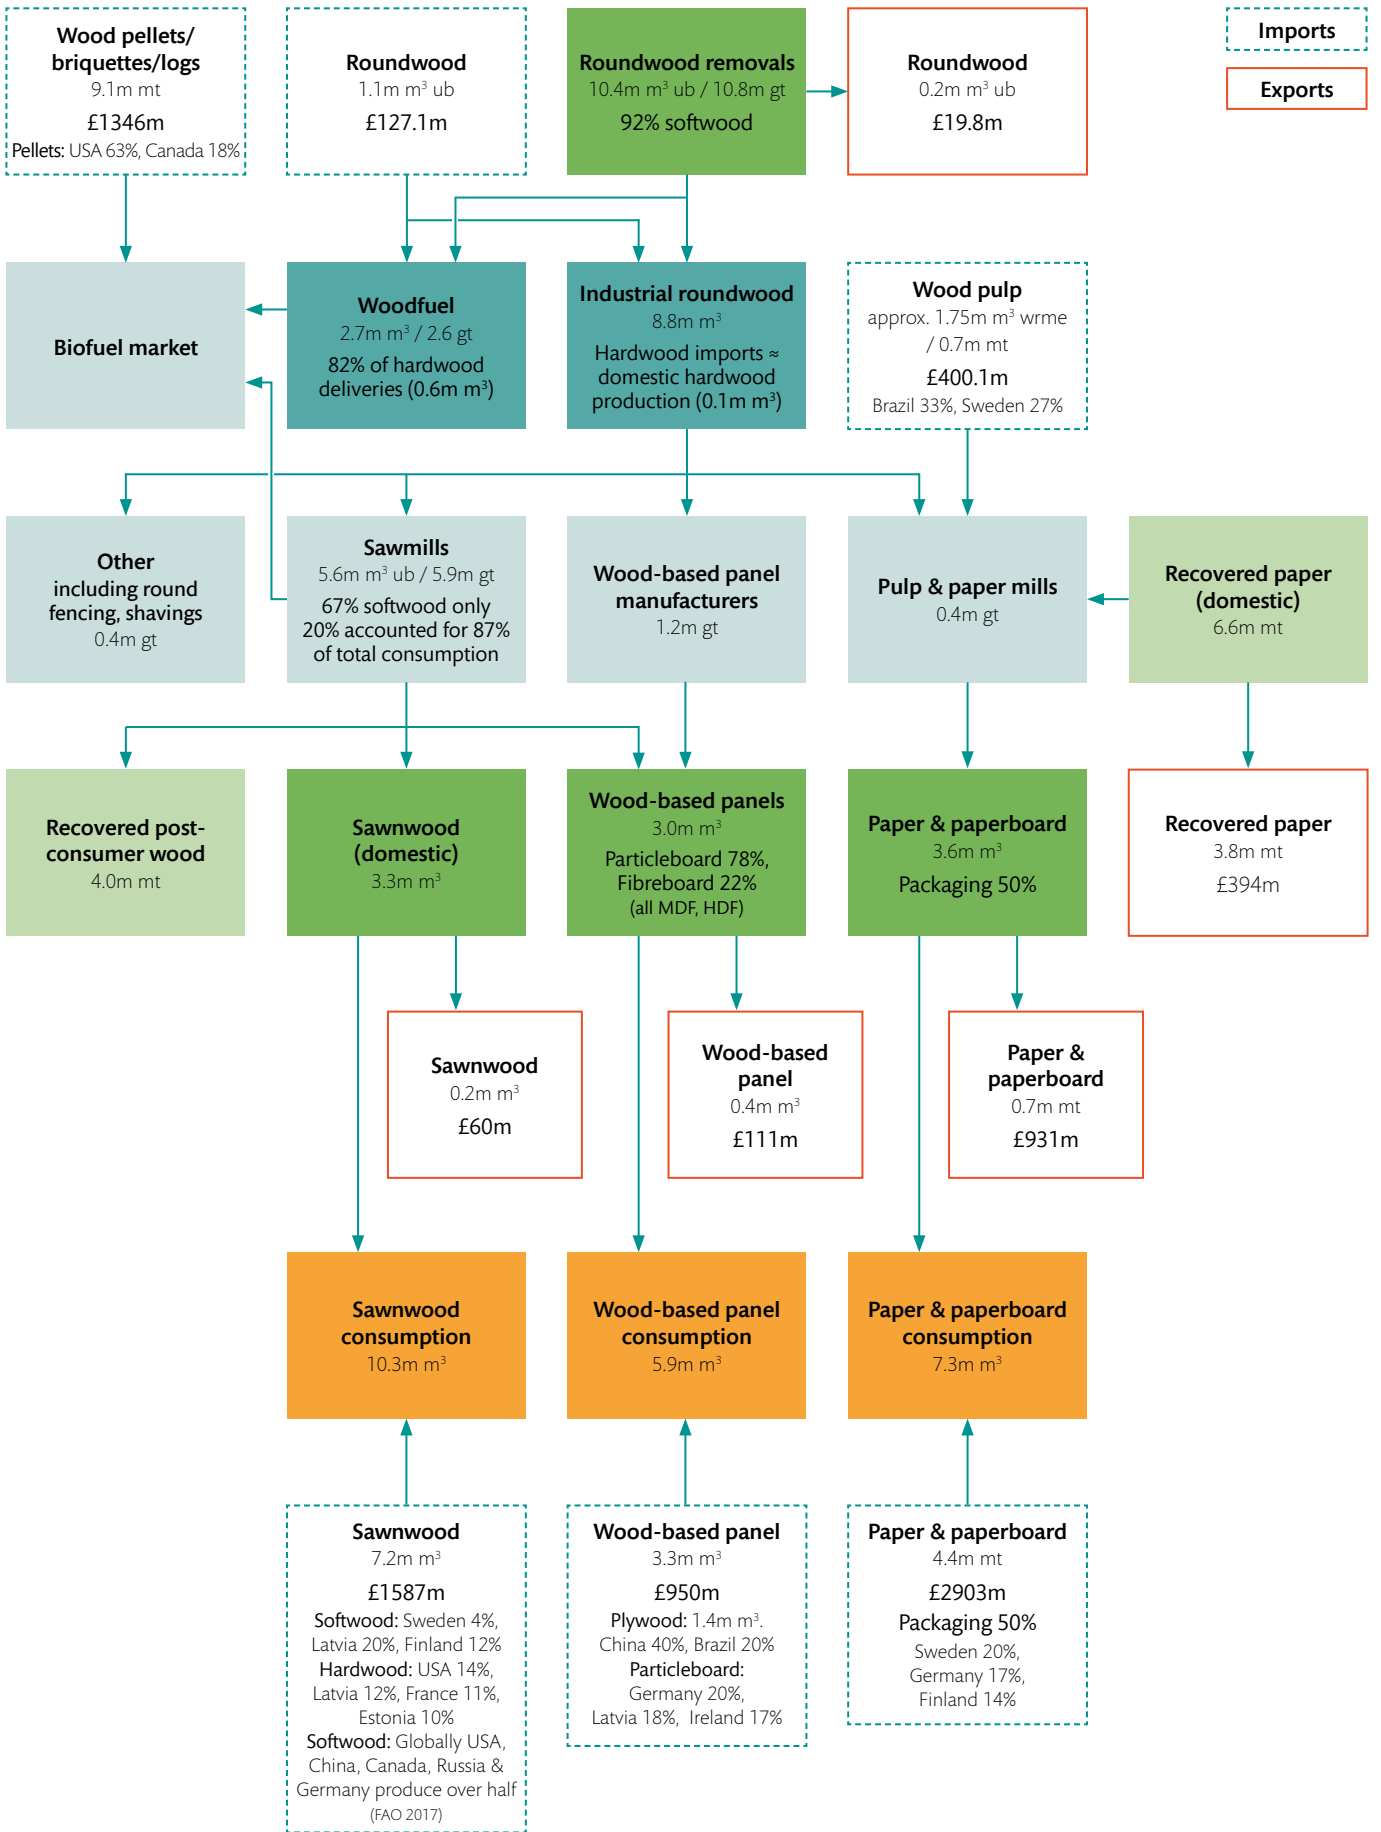 Wood pellets/
briquettes/logs
9.1m mt
£1346m
Pellets: USA 63%, Canada 18%
Roundwood
1.1m m³ ub
£127.1m
Roundwood removals
10.4m m³ ub / 10.8m gt
92% softwood
Roundwood
0.2m m³ ub
£19.8m
Imports
Exports
Biofuel market
Woodfuel
2.7m m³ / 2.6 gt
82% of hardwood
deliveries (0.6m m³)
Industrial roundwood
8.8m m³
Hardwood imports ≈
domestic hardwood
production (0.1m m³)
Wood pulp
approx. 1.75m m³ wrme
/ 0.7m mt
£400.1m
Brazil 33%, Sweden 27%
Other
including round
fencing, shavings
0.4m gt
Sawmills
5.6m m³ ub / 5.9m gt
67% softwood only
20% accounted for 87%
of total consumption
Wood-based panel
manufacturers
1.2m gt
Pulp & paper mills
0.4m gt
Recovered paper
(domestic)
6.6m mt
Recovered post-
consumer wood
4.0m mt
Sawnwood
(domestic)
3.3m m³
Wood-based panels
3.0m m³
Particleboard 78%,
Fibreboard 22%
(all MDF, HDF)
Paper & paperboard
3.6m m³
Packaging 50%
Recovered paper
3.8m mt
£394m
Sawnwood
0.2m m³
£60m
Wood-based
panel
0.4m m³
£111m
Paper &
paperboard
0.7m mt
£931m
Sawnwood
consumption
10.3m m³
Wood-based panel
consumption
5.9m m³
Paper & paperboard
consumption
7.3m m³
Sawnwood
7.2m m³
£1587m
Softwood: Sweden 4%,
Latvia 20%, Finland 12%
Hardwood: USA 14%,
Latvia 12%, France 11%,
Estonia 10%
Softwood: Globally USA,
China, Canada, Russia &
Germany produce over half
(FAO 2017)
Wood-based panel
3.3m m³
£950m
Plywood: 1.4m m³.
China 40%, Brazil 20%
Particleboard:
Germany 20%,
Latvia 18%, Ireland 17%
Paper & paperboard
4.4m mt
£2903m
Packaging 50%
Sweden 20%,
Germany 17%,
Finland 14%